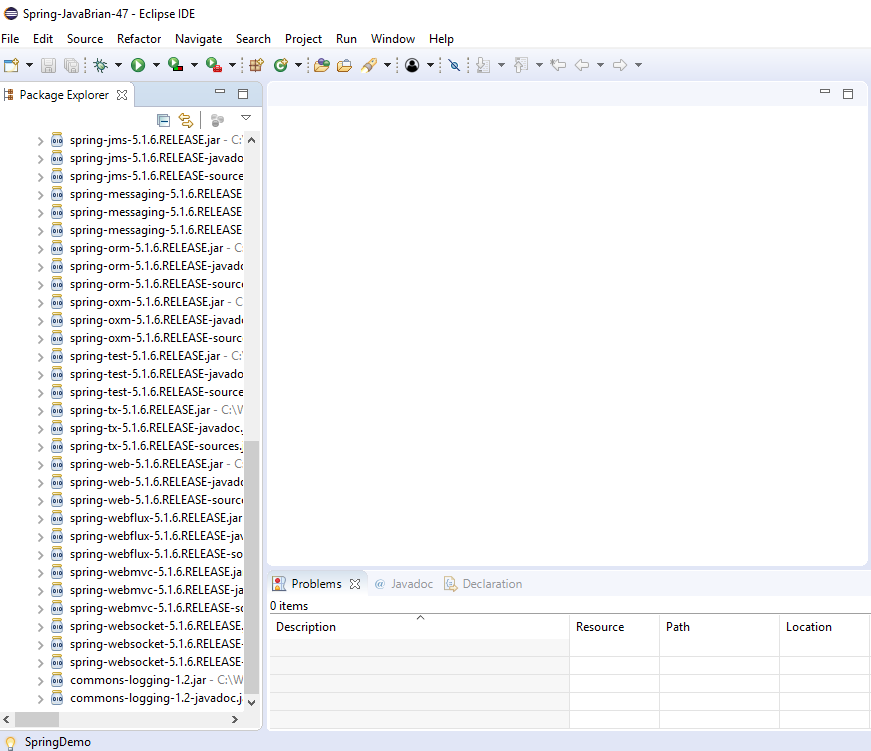 Spring-JavaBrian-47 - Eclipse IDE
File Edit Source Refactor Navigate Search Project Run Window Help
Package Explorer
spring-jms-5.1.6.RELEASE.jar - C:\
spring-jms-5.1.6.RELEASE-javado
spring-jms-5.1.6.RELEASE-source
spring-messaging-5.1.6.RELEASE
spring-messaging-5.1.6.RELEASE
spring-messaging-5.1.6.RELEASE
spring-orm-5.1.6.RELEASE.jar - C:
spring-orm-5.1.6.RELEASE-javado
spring-orm-5.1.6.RELEASE-source
spring-oxm-5.1.6.RELEASE.jar - C
spring-oxm-5.1.6.RELEASE-javado
spring-oxm-5.1.6.RELEASE-sourc
spring-test-5.1.6.RELEASE.jar - C:\
spring-test-5.1.6.RELEASE-javado
spring-test-5.1.6.RELEASE-source
spring-tx-5.1.6.RELEASE.jar - C:\W
spring-tx-5.1.6.RELEASE-javadoc.
spring-tx-5.1.6.RELEASE-sources.j
spring-web-5.1.6.RELEASE.jar - C:
spring-web-5.1.6.RELEASE-javado
spring-web-5.1.6.RELEASE-source
spring-webflux-5.1.6.RELEASE.jar
spring-webflux-5.1.6.RELEASE-jav
spring-webflux-5.1.6.RELEASE-so
spring-webmvc-5.1.6.RELEASE.ja
spring-webmvc-5.1.6.RELEASE-ja
spring-webmvc-5.1.6.RELEASE-so
spring-websocket-5.1.6.RELEASE.
spring-websocket-5.1.6.RELEASE-
spring-websocket-5.1.6.RELEASE-
commons-logging-1.2.jar - C:\W
commons-logging-1.2-javadoc.j
Problems Javadoc Declaration
0 items
Description Resource Path Location
SpringDemo